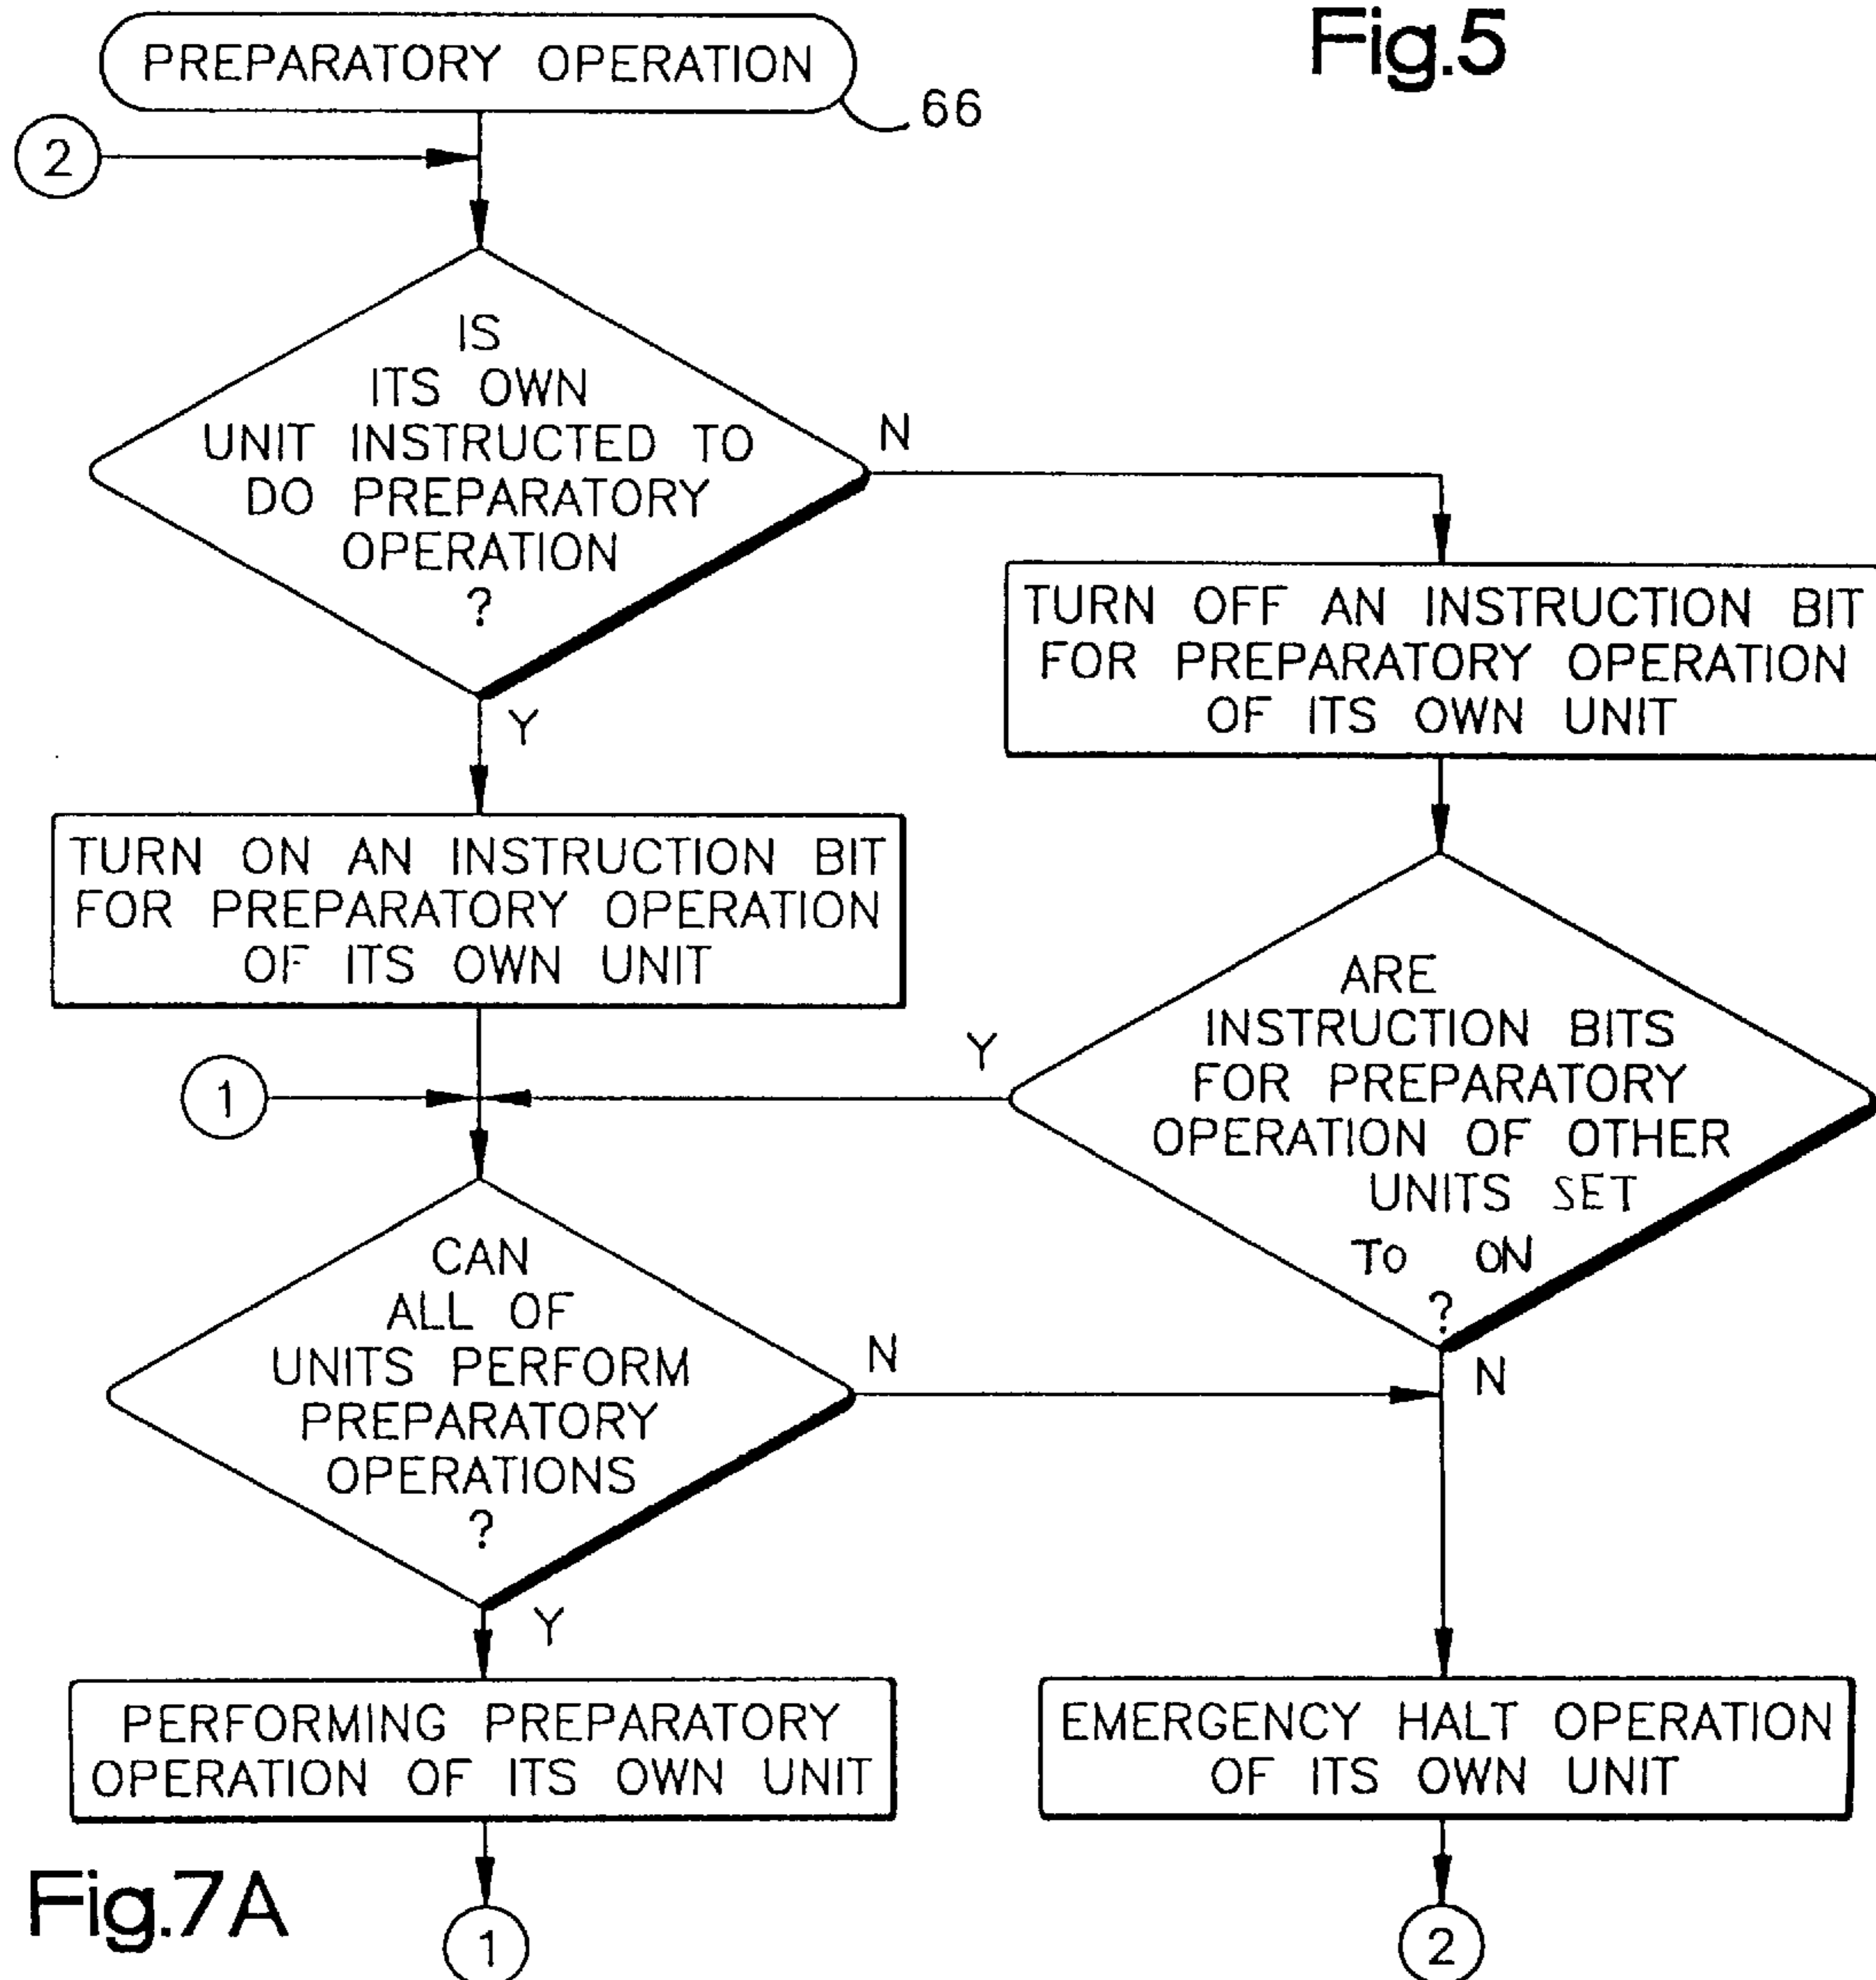 Fig.5
PREPARATORY OPERATION
66
2
IS
ITS OWN
UNIT INSTRUCTED TO
DO PREPARATORY
OPERATION
?
N
Y
TURN OFF AN INSTRUCTION BIT
FOR PREPARATORY OPERATION
OF ITS OWN UNIT
TURN ON AN INSTRUCTION BIT
FOR PREPARATORY OPERATION
OF ITS OWN UNIT
ARE
INSTRUCTION BITS
FOR PREPARATORY
OPERATION OF OTHER
UNITS SET
To ON
?
Y
N
1
CAN
ALL OF
UNITS PERFORM
PREPARATORY
OPERATIONS
?
N
Y
PERFORMING PREPARATORY
OPERATION OF ITS OWN UNIT
EMERGENCY HALT OPERATION
OF ITS OWN UNIT
Fig.7A
1
2